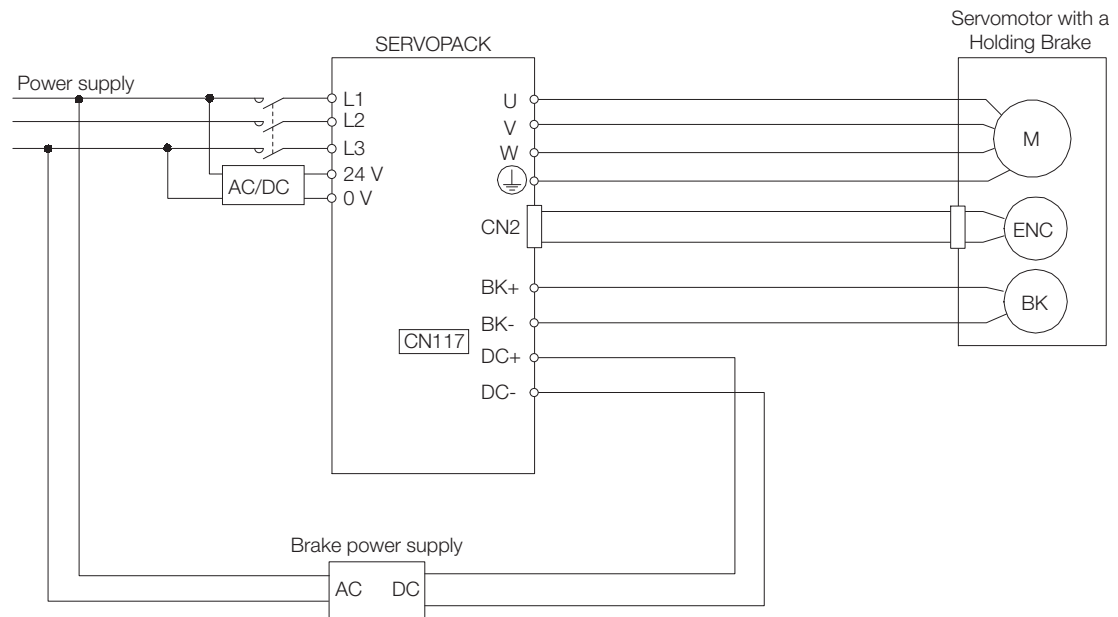 Servomotor with a
Holding Brake
SERVOPACK
Power supply
L1
L2
L3
24 V
0 V
AC/DC
U
V
W
CN2
BK+
BK-
CN117
DC+
DC-
M
ENC
BK
Brake power supply
AC DC